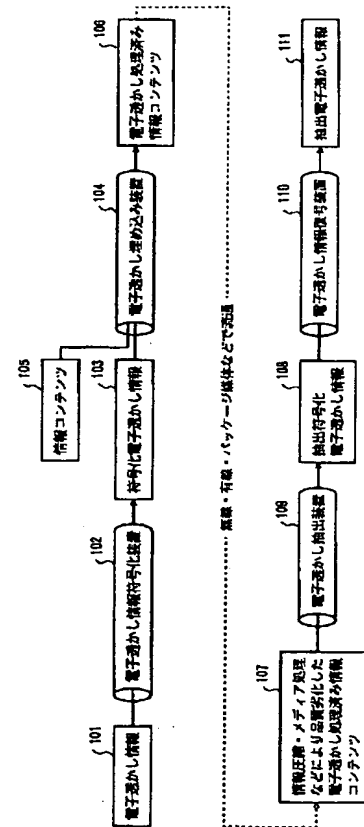 101
電子透かし情報
102
電子透かし情報符号化装置
103
符号化電子透かし情報
105
情報コンテンツ
104
電子透かし埋め込み装置
106
電子透かし処理済み
情報コンテンツ
無線・有線・パッケージ媒体などで流通
107
情報圧縮・メディア処理
などにより品質劣化した
電子透かし処理済み情報
コンテンツ
109
電子透かし抽出装置
108
抽出符号化
電子透かし情報
110
電子透かし情報復号装置
111
抽出電子透かし情報